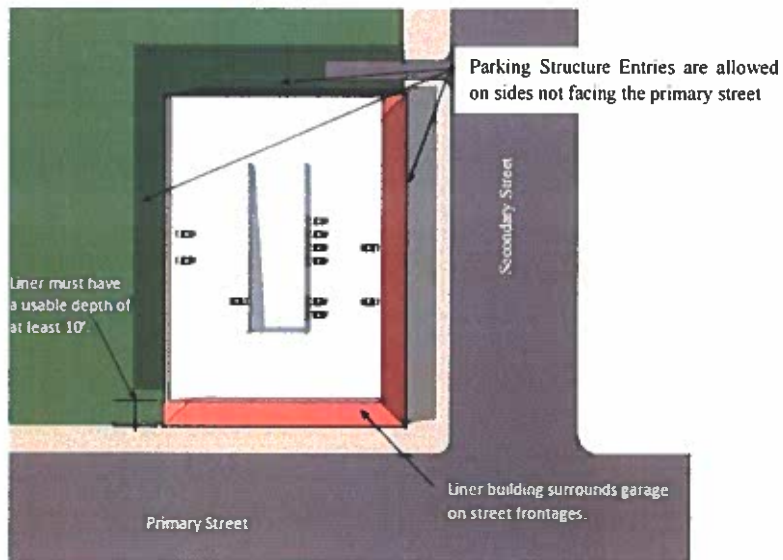 Parking Structure Entries are allowed
on sides not facing the primary street
Secondary Street
Liner must have
a usable depth of
at least 10'.
Liner building surrounds garage
on street frontages.
Primary Street